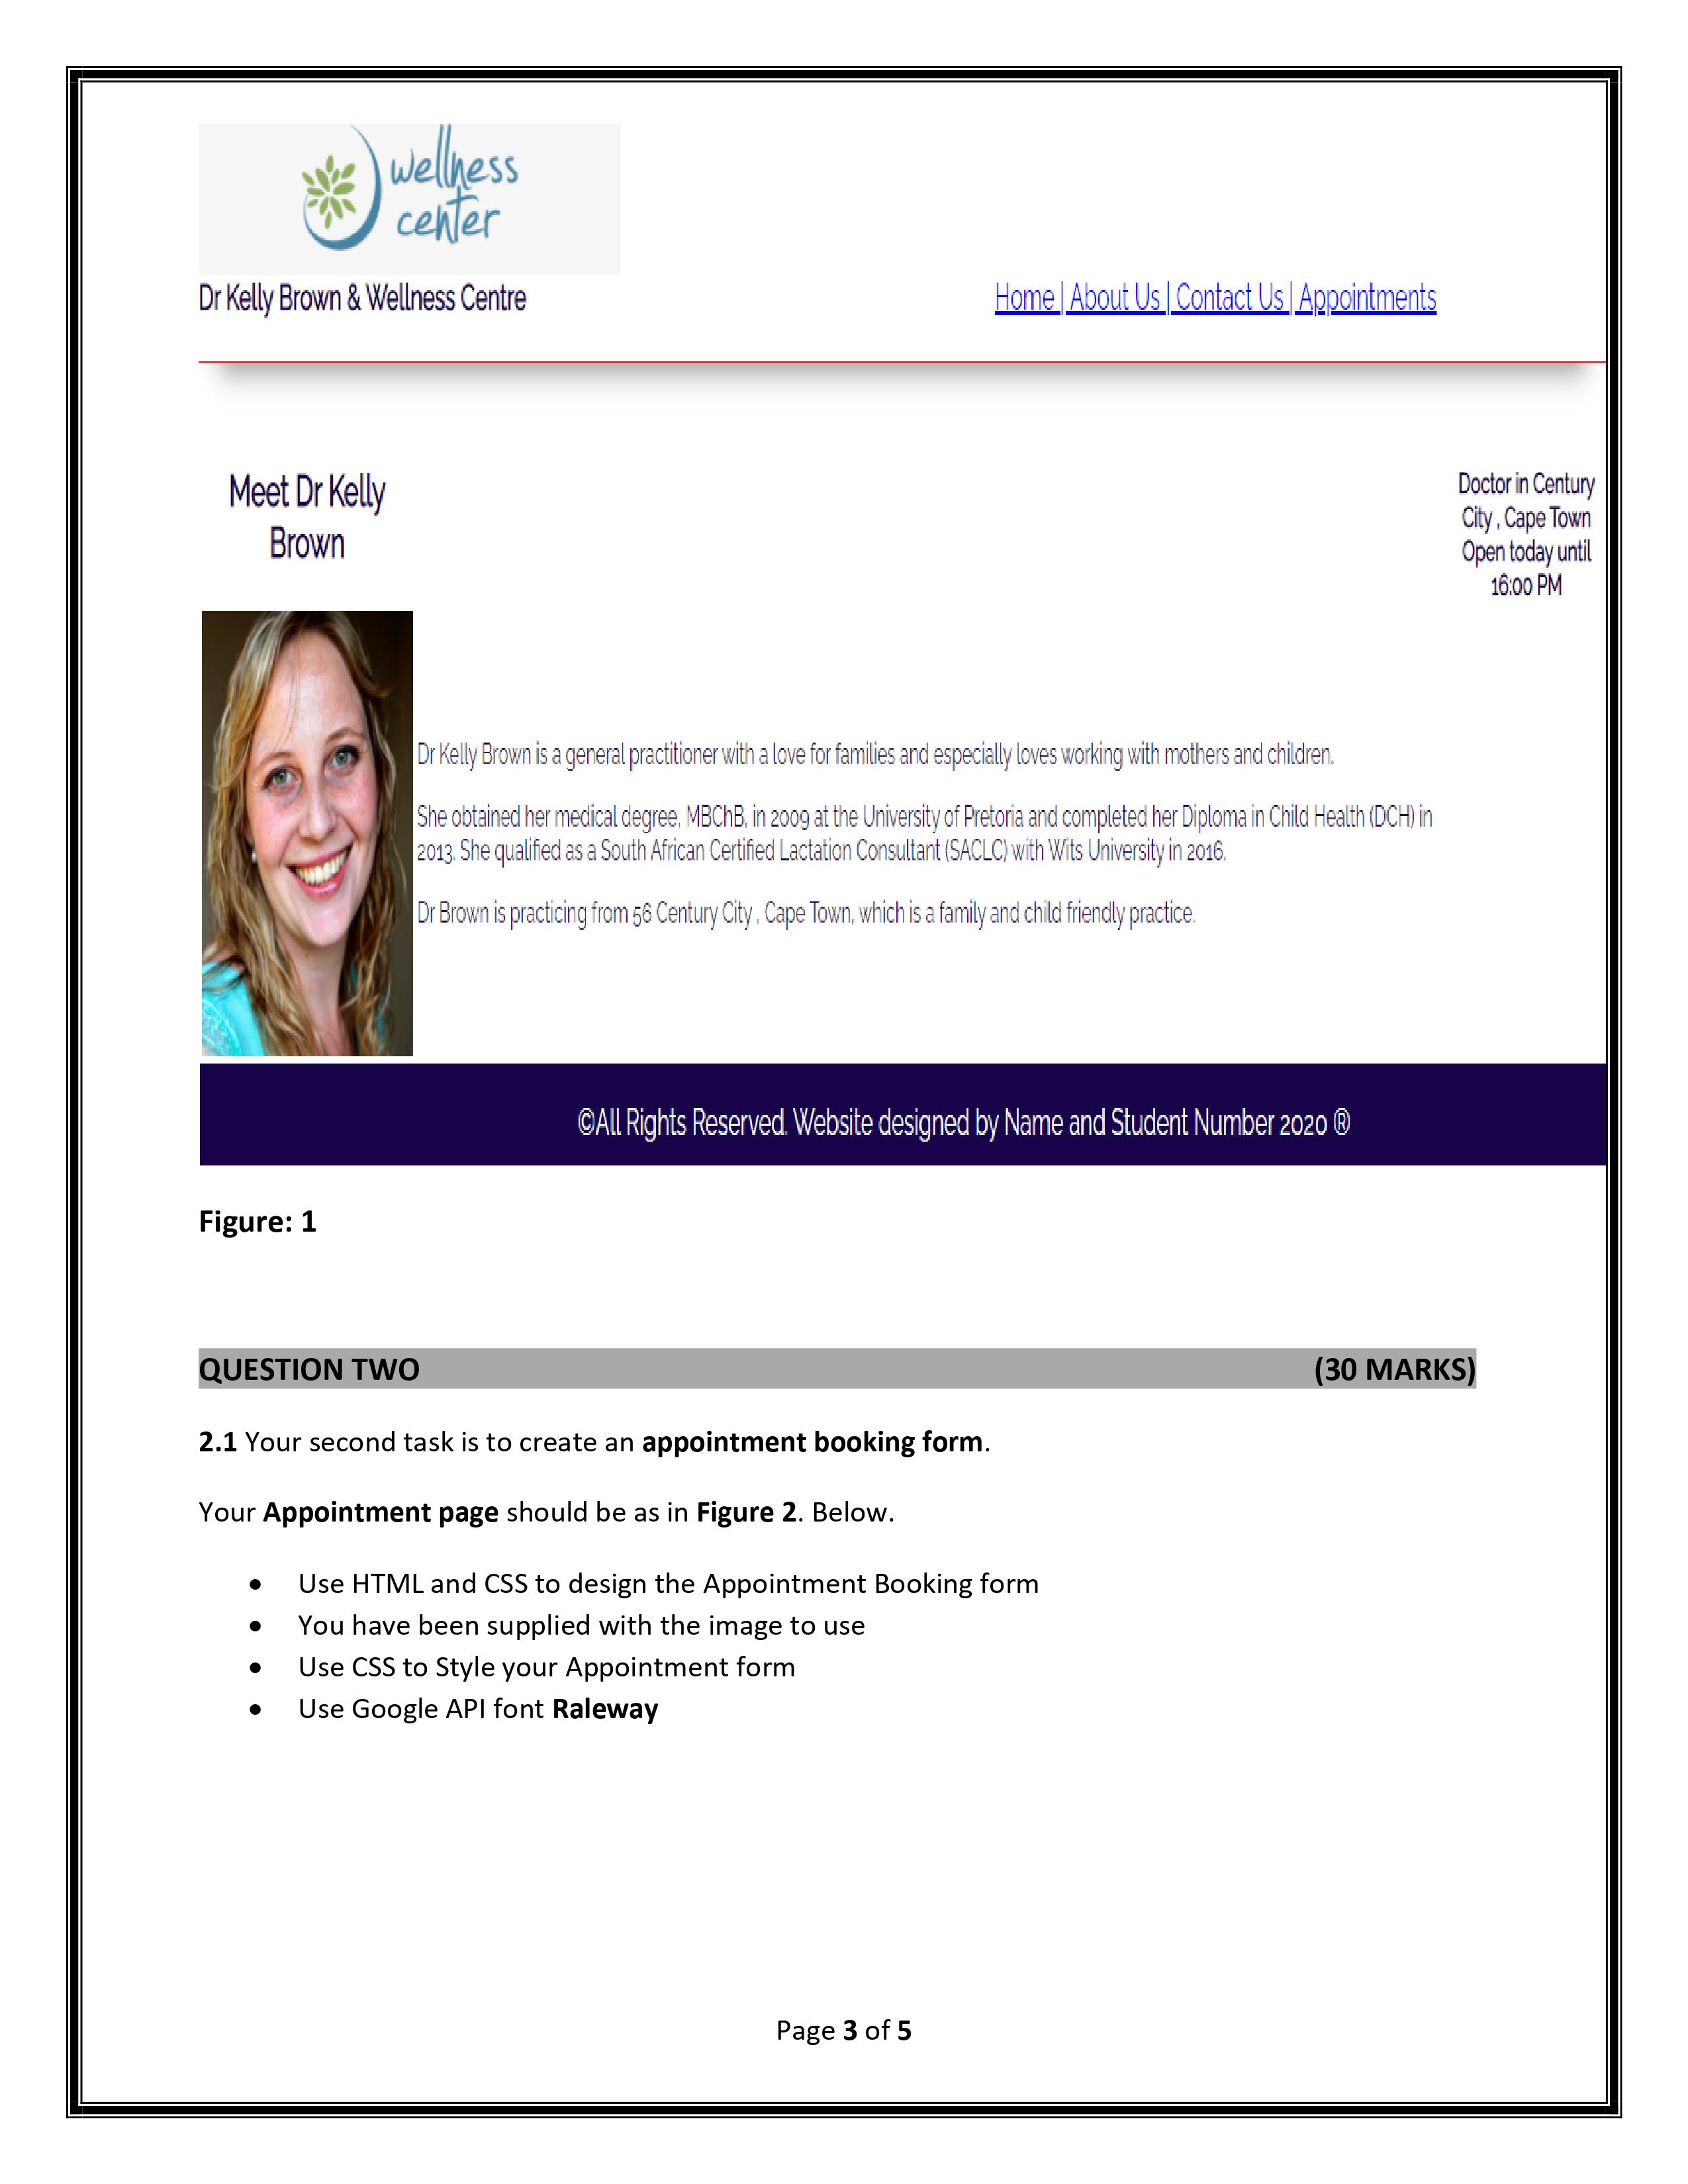 wellness
center
Dr Kelly Brown & Wellness Centre
Home | About Us | Contact Us | Appointments
Meet Dr Kelly
Brown
Doctor in Century
City , Cape Town
Open today until
16:00 PM
Dr Kelly Brown is a general practitioner with a love for families and especially loves working with mothers and children.
She obtained her medical degree, MBChB, in 2009 at the University of Pretoria and completed her Diploma in Child Health (DCH) in
2013. She qualified as a South African Certified Lactation Consultant (SACLC) with Wits University in 2016.
Dr Brown is practicing from 56 Century City , Cape Town, which is a family and child friendly practice.
©All Rights Reserved. Website designed by Name and Student Number 2020 ®
Figure: 1
QUESTION TWO (30 MARKS)
2.1 Your second task is to create an appointment booking form.
Your Appointment page should be as in Figure 2. Below.
• Use HTML and CSS to design the Appointment Booking form
• You have been supplied with the image to use
• Use CSS to Style your Appointment form
• Use Google API font Raleway
Page 3 of 5